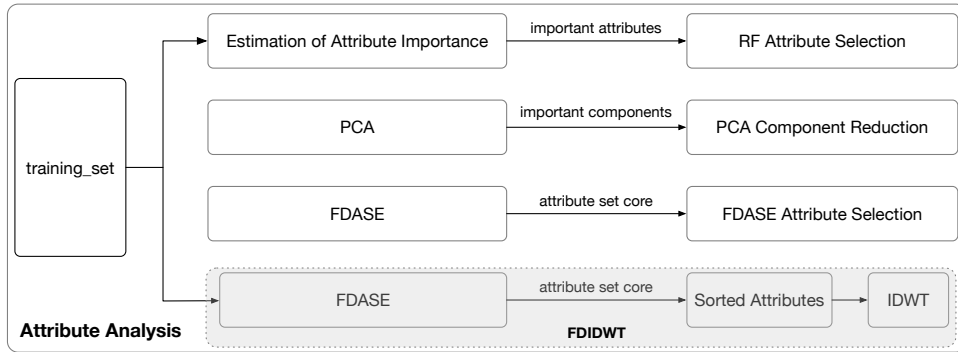 Estimation of Attribute Importance
important attributes
RF Attribute Selection
training_set
PCA
important components
PCA Component Reduction
FDASE
attribute set core
FDASE Attribute Selection
FDASE
attribute set core
Sorted Attributes
IDWT
Attribute Analysis
FDIDWT